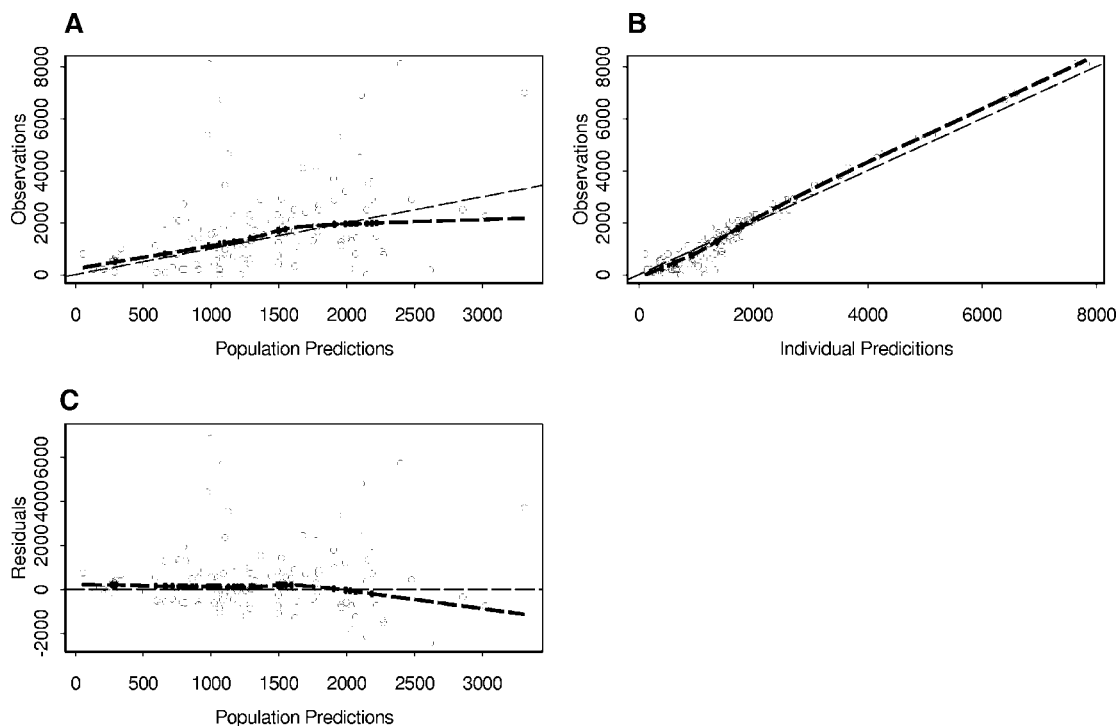 A
Observations
8000
6000
4000
2000
0
0 500 1000 1500 2000 2500 3000
Population Predictions
B
Observations
8000
6000
4000
2000
0
0 2000 4000 6000 8000
Individual Predicitions
C
Residuals
6000
4000
2000
0
-2000
0 500 1000 1500 2000 2500 3000
Population Predictions